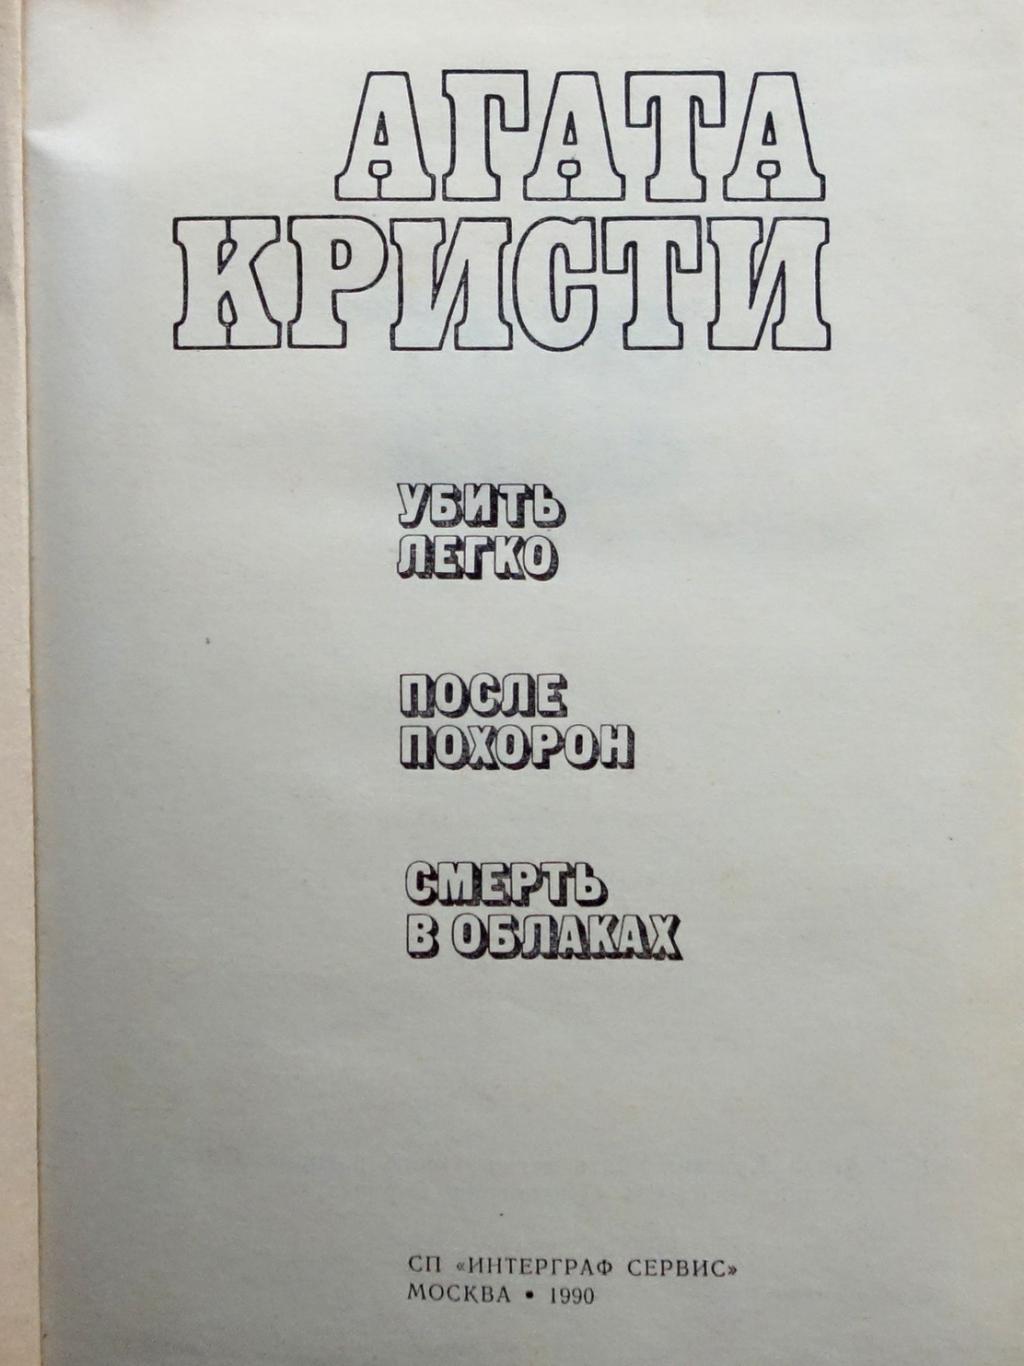 АГАТА
КРИСТИ
УБИТЬ
ЛЕГКО
ПОСЛЕ
ПОХОРОН
СМЕРТЬ
В ОБЛАКАХ
СП «ИНТЕРГРАФ СЕРВИС»
МОСКВА • 1990